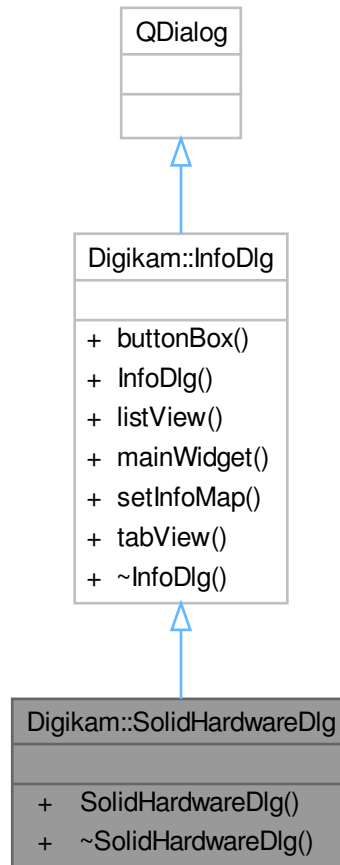 QDialog
Digikam::InfoDlg
+ buttonBox()
+ InfoDlg()
+ listView()
+ mainWidget()
+ setInfoMap()
+ tabView()
+ ~InfoDlg()
Digikam::SolidHardwareDlg
+ SolidHardwareDlg()
+ ~SolidHardwareDlg()